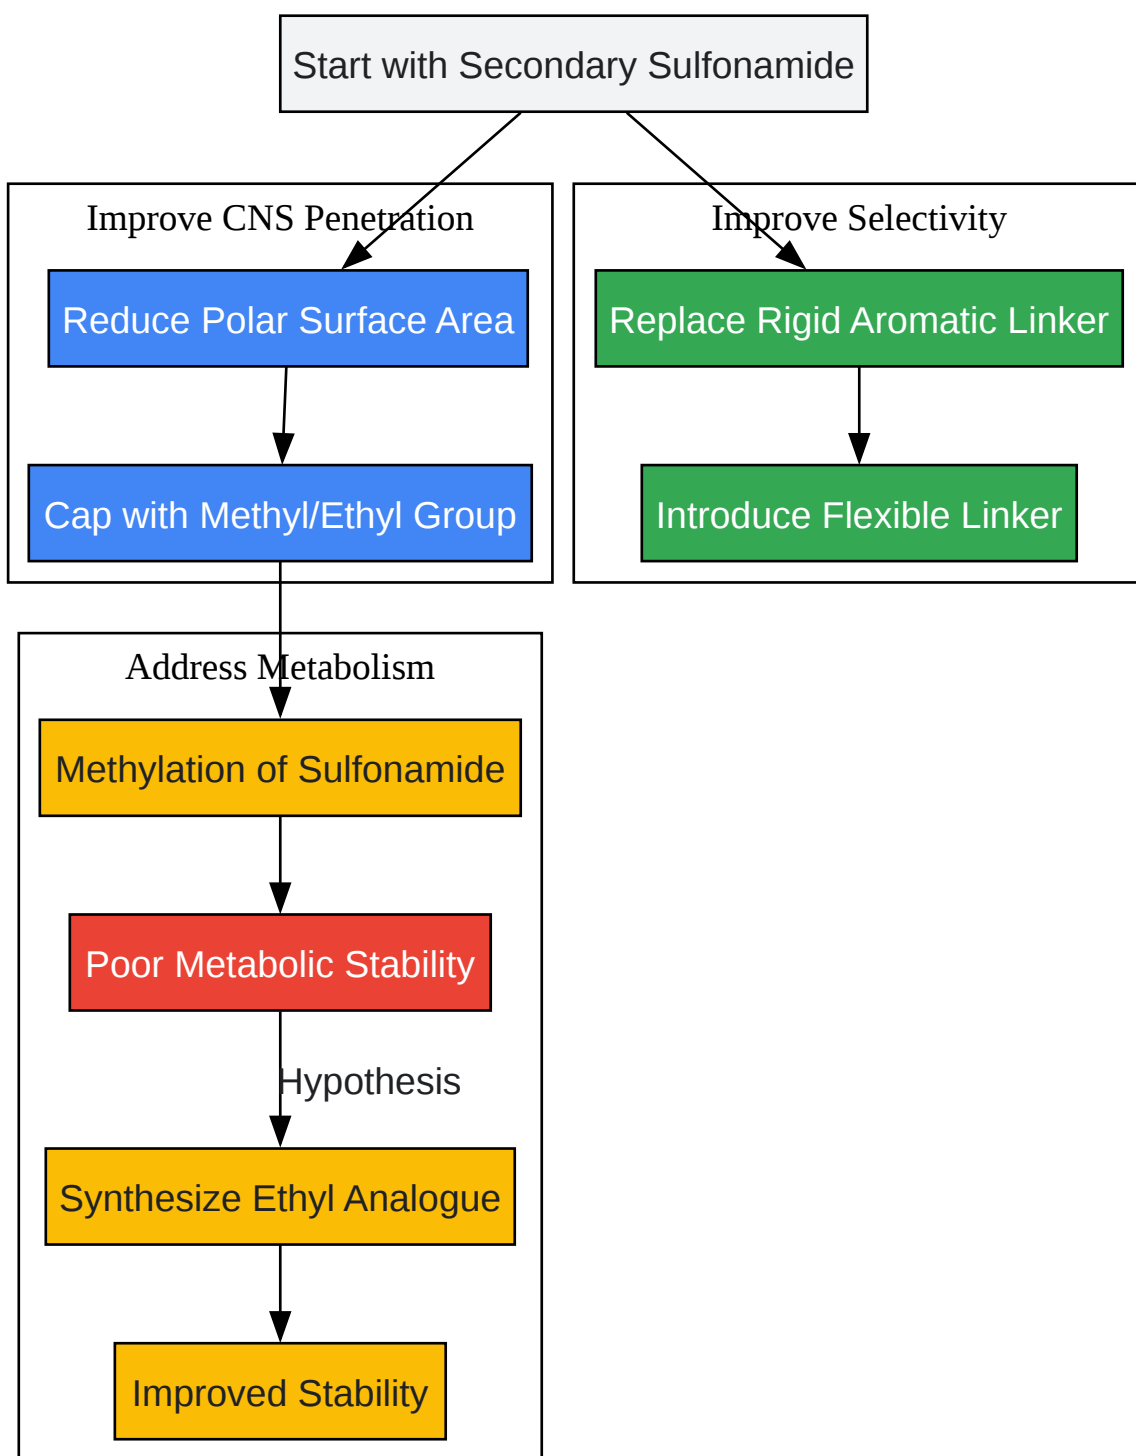 Start with Secondary Sulfonamide
Improve CNS Penetration
Reduce Polar Surface Area
Cap with Methyl/Ethyl Group
Improve Selectivity
Replace Rigid Aromatic Linker
Introduce Flexible Linker
Address Metabolism
Methylation of Sulfonamide
Poor Metabolic Stability
Hypothesis
Synthesize Ethyl Analogue
Improved Stability